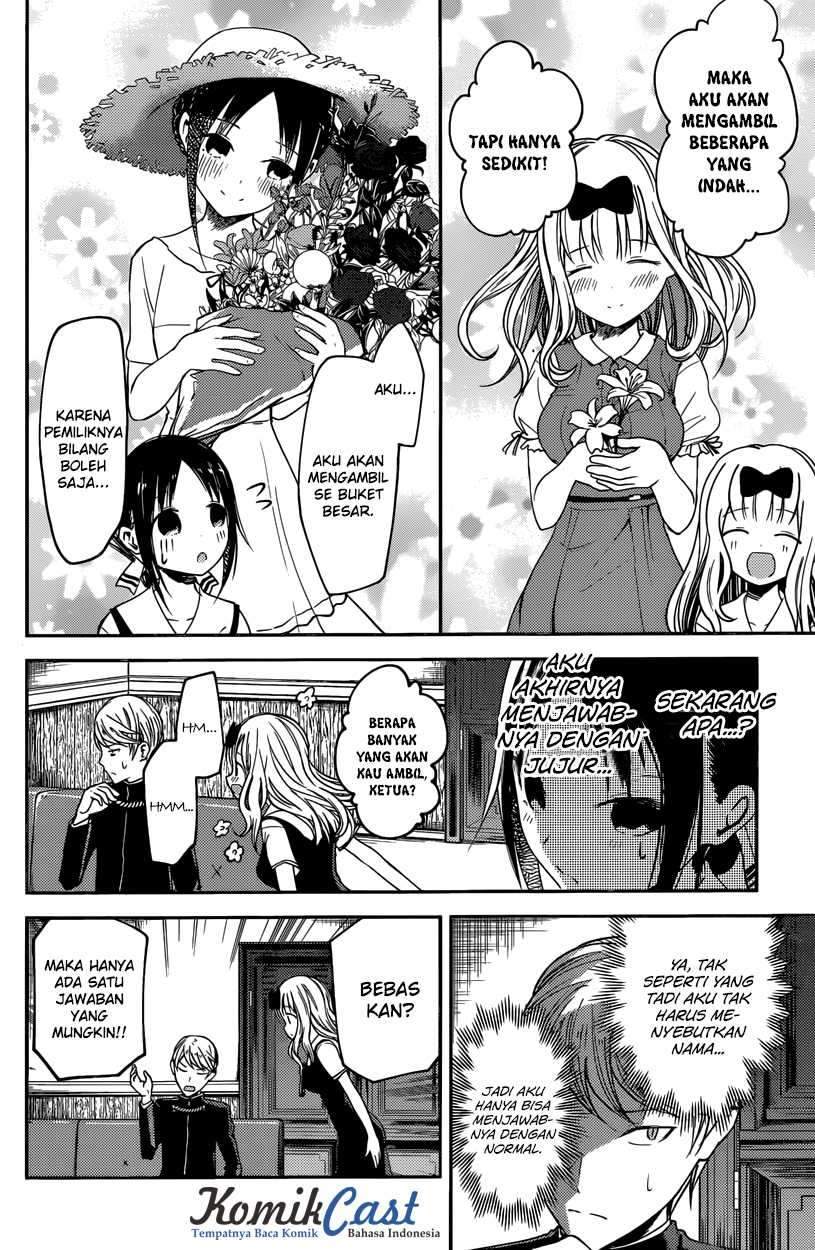 MAKA
AKU AKAN
MENGAMBIL
BEBERAPA
YANG
INDAH...
TAPI HANYA
SEDIKIT!
AKU...
AKU AKAN
MENGAMBIL
SE BUKET
BESAR.
KARENA
PEMILIKNYA
BILANG
BOLEH
SAJA...
SEKARANG
APA...?
AKU
AKHIRNYA
MENJAWAB-
NYA DENGAN
JUJUR...
BERAPA
BANYAK
YANG AKAN
KAU AMBIL,
KETUA?
HM...
HMM...
YA, TAK
SEPERTI YANG
TADI AKU TAK
HARUS ME-
NYEBUTKAN
NAMA...
JADI AKU
HANYA BISA
MENJAWAB-
NYA DENGAN
NORMAL.
BEBAS
KAN?
MAKA HANYA
ADA SATU
JAWABAN
YANG
MUNGKIN!!
KomikCast
Tempatnya Baca Komik Bahasa Indonesia